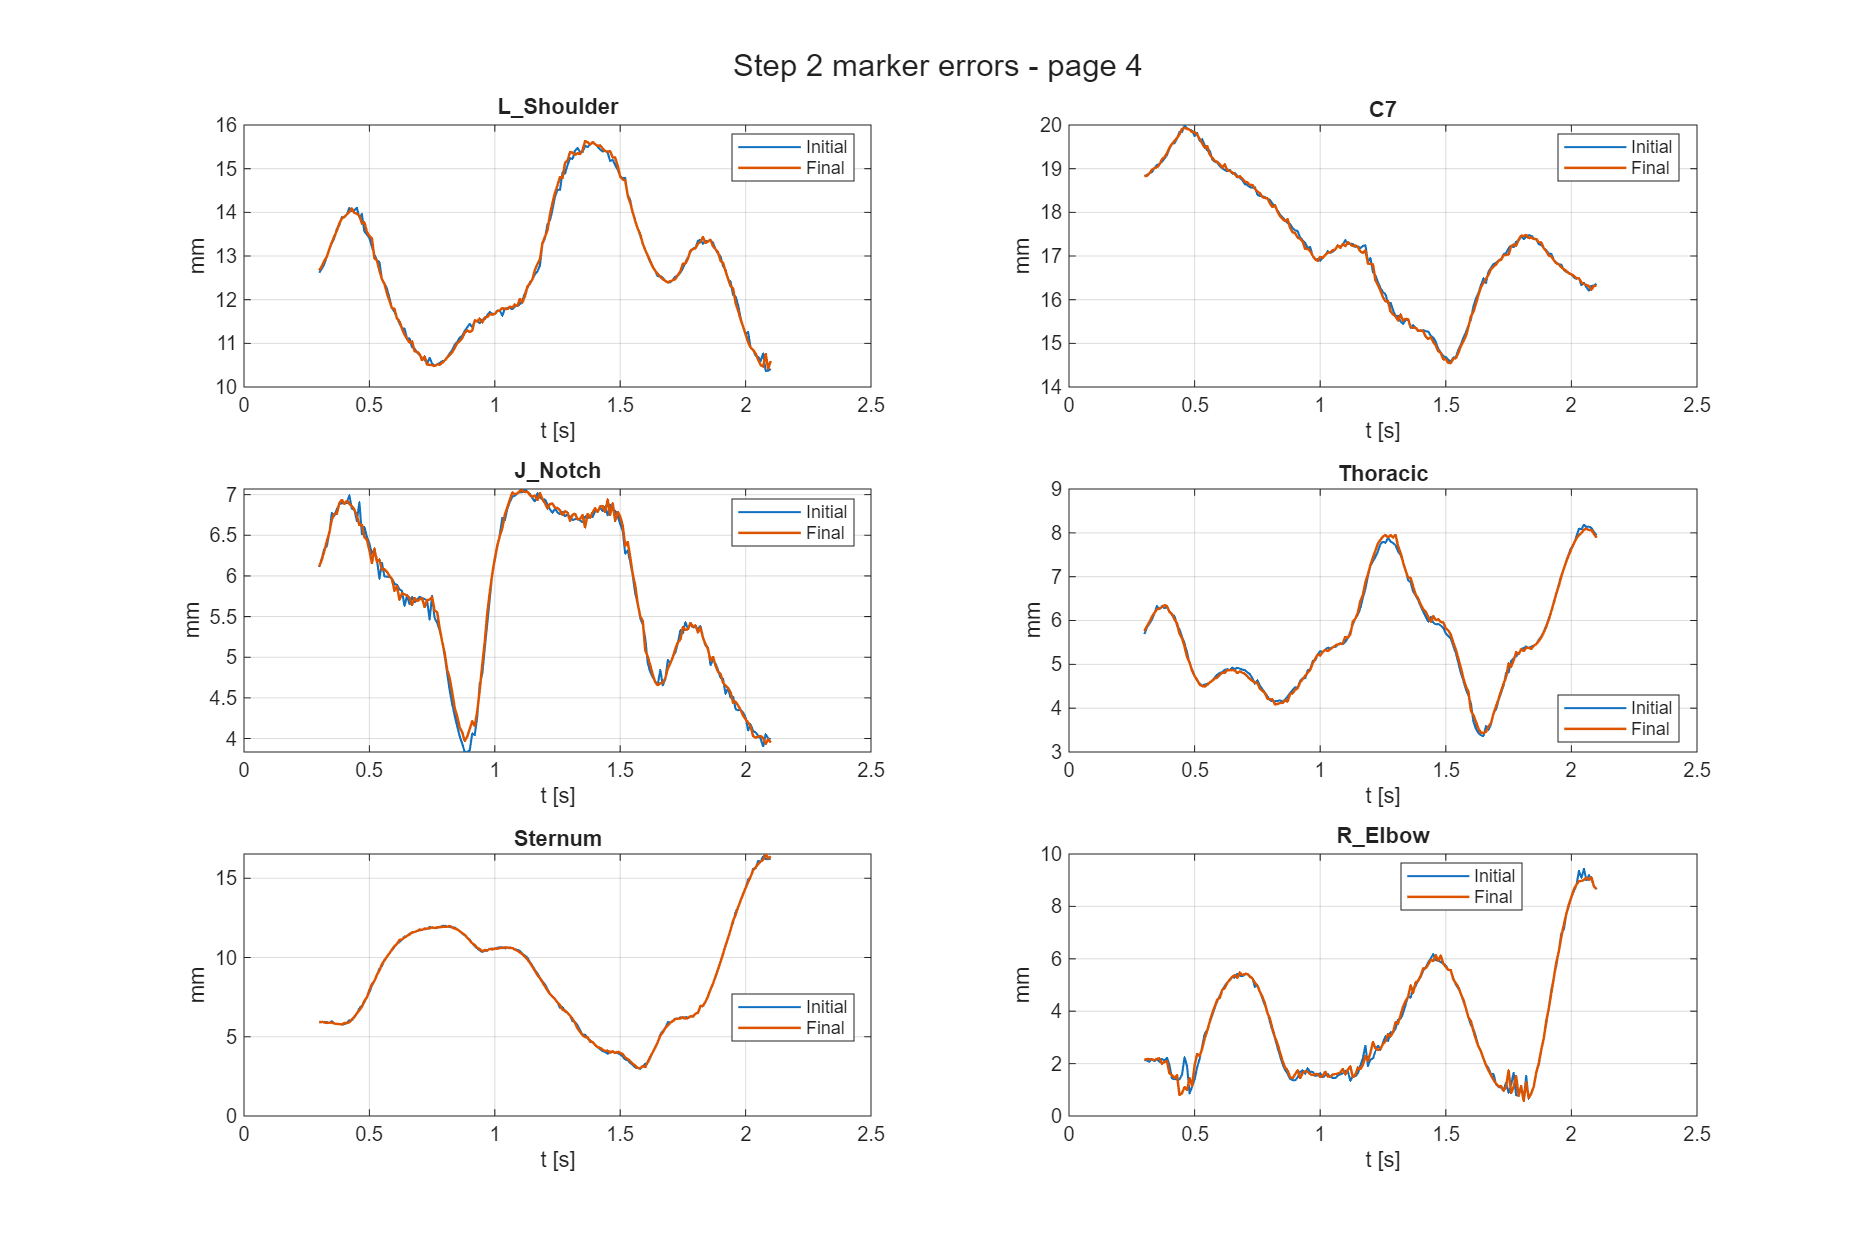 Step 2 marker errors - page 4
L_Shoulder
16
15
14
13
12
11
10
mm
Initial
Final
0 0.5 1 1.5 2 2.5
t [s]
C7
20
19
18
17
16
15
14
mm
Initial
Final
0 0.5 1 1.5 2 2.5
t [s]
J_Notch
7
6.5
6
5.5
5
4.5
4
mm
Initial
Final
0 0.5 1 1.5 2 2.5
t [s]
Thoracic
9
8
7
6
5
4
3
mm
Initial
Final
0 0.5 1 1.5 2 2.5
t [s]
Sternum
15
10
5
0
mm
Initial
Final
0 0.5 1 1.5 2 2.5
t [s]
R_Elbow
10
8
6
4
2
0
mm
Initial
Final
0 0.5 1 1.5 2 2.5
t [s]